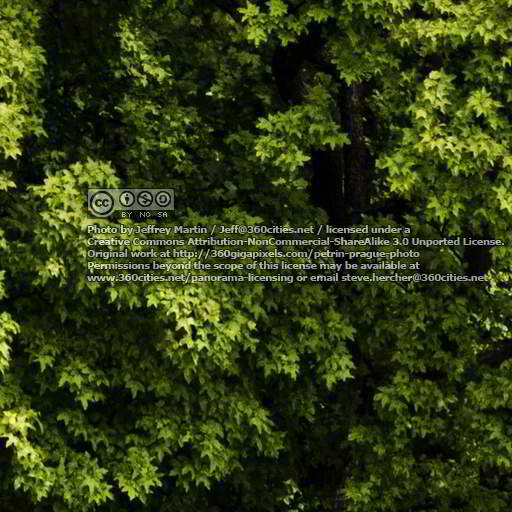 cc
BY NC SA
Photo by Jeffrey Martin / Jeff@360cities.net / licensed under a
Creative Commons Attribution-NonCommercial-ShareAlike 3.0 Unported License.
Original work at http://360gigapixels.com/petrin-prague-photo
Permissions beyond the scope of this license may be available at
www.360cities.net/panorama-licensing or email steve.hercher@360cities.net